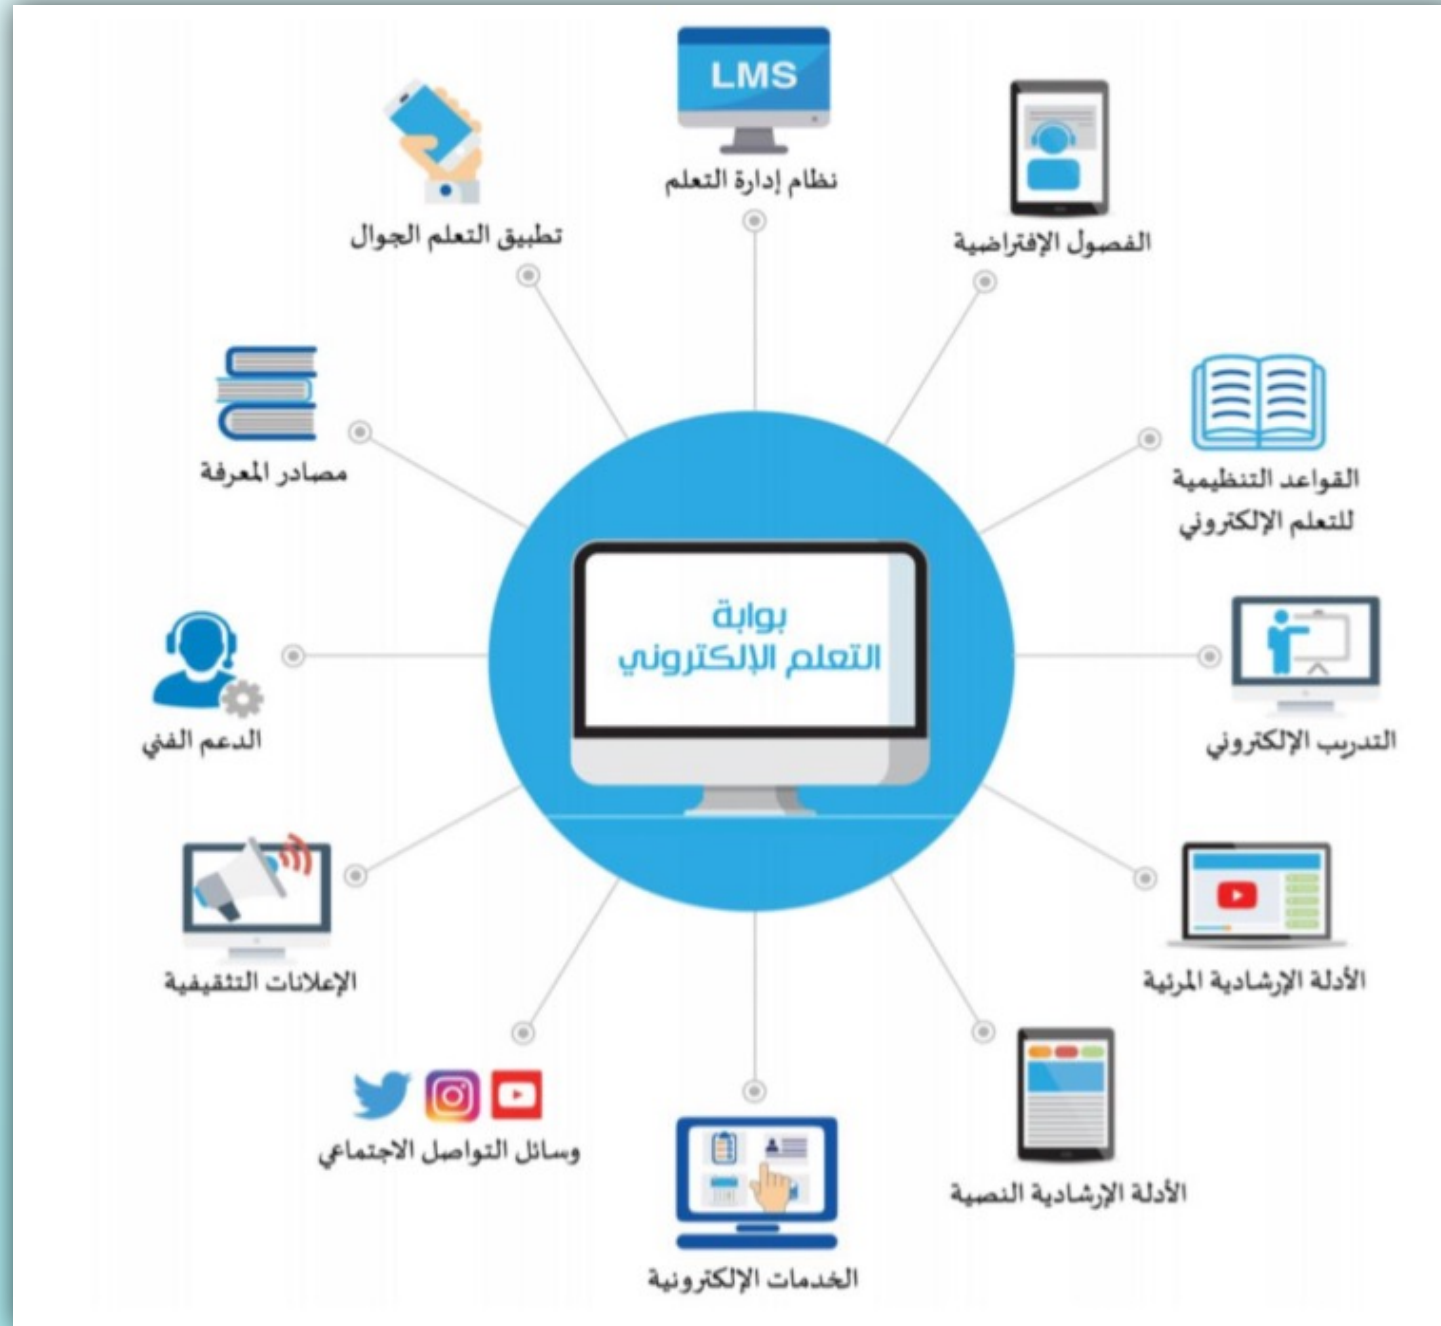 LMS
نظام إدارة التعلم
الفصول الإفتراضية
القواعد التنظيمية
للتعلم الإلكتروني
التدريب الإلكتروني
الأدلة الإرشادية المرئية
الأدلة الإرشادية النصية
الخدمات الإلكترونية
وسائل التواصل الاجتماعي
الإعلانات التثقيفية
الدعم الفني
مصادر المعرفة
تطبيق التعلم الجوال
بوابة
التعلم الإلكتروني